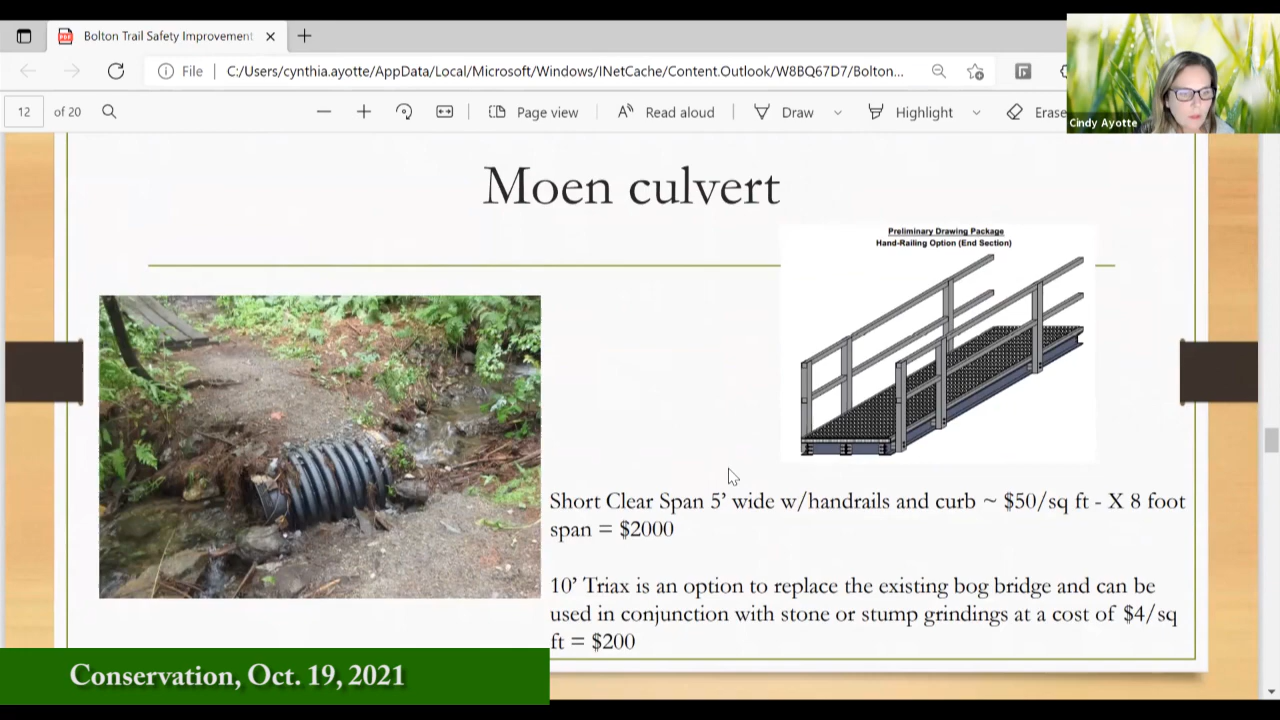 Bolton Trail Safety Improvement
File
C:/Users/cynthia.ayotte/AppData/Local/Microsoft/Windows/INetCache/Content.Outlook/W8BQ67D7/Bolton...
12 of 20
Page view
Read aloud
Draw
Highlight
Erase
Cindy Ayotte
Moen culvert
Preliminary Drawing Package
Hand-Railing Option (End Section)
Short Clear Span 5’ wide w/handrails and curb ~ $50/sq ft - X 8 foot
span = $2000
10’ Triax is an option to replace the existing bog bridge and can be
used in conjunction with stone or stump grindings at a cost of $4/sq
ft = $200
Conservation, Oct. 19, 2021